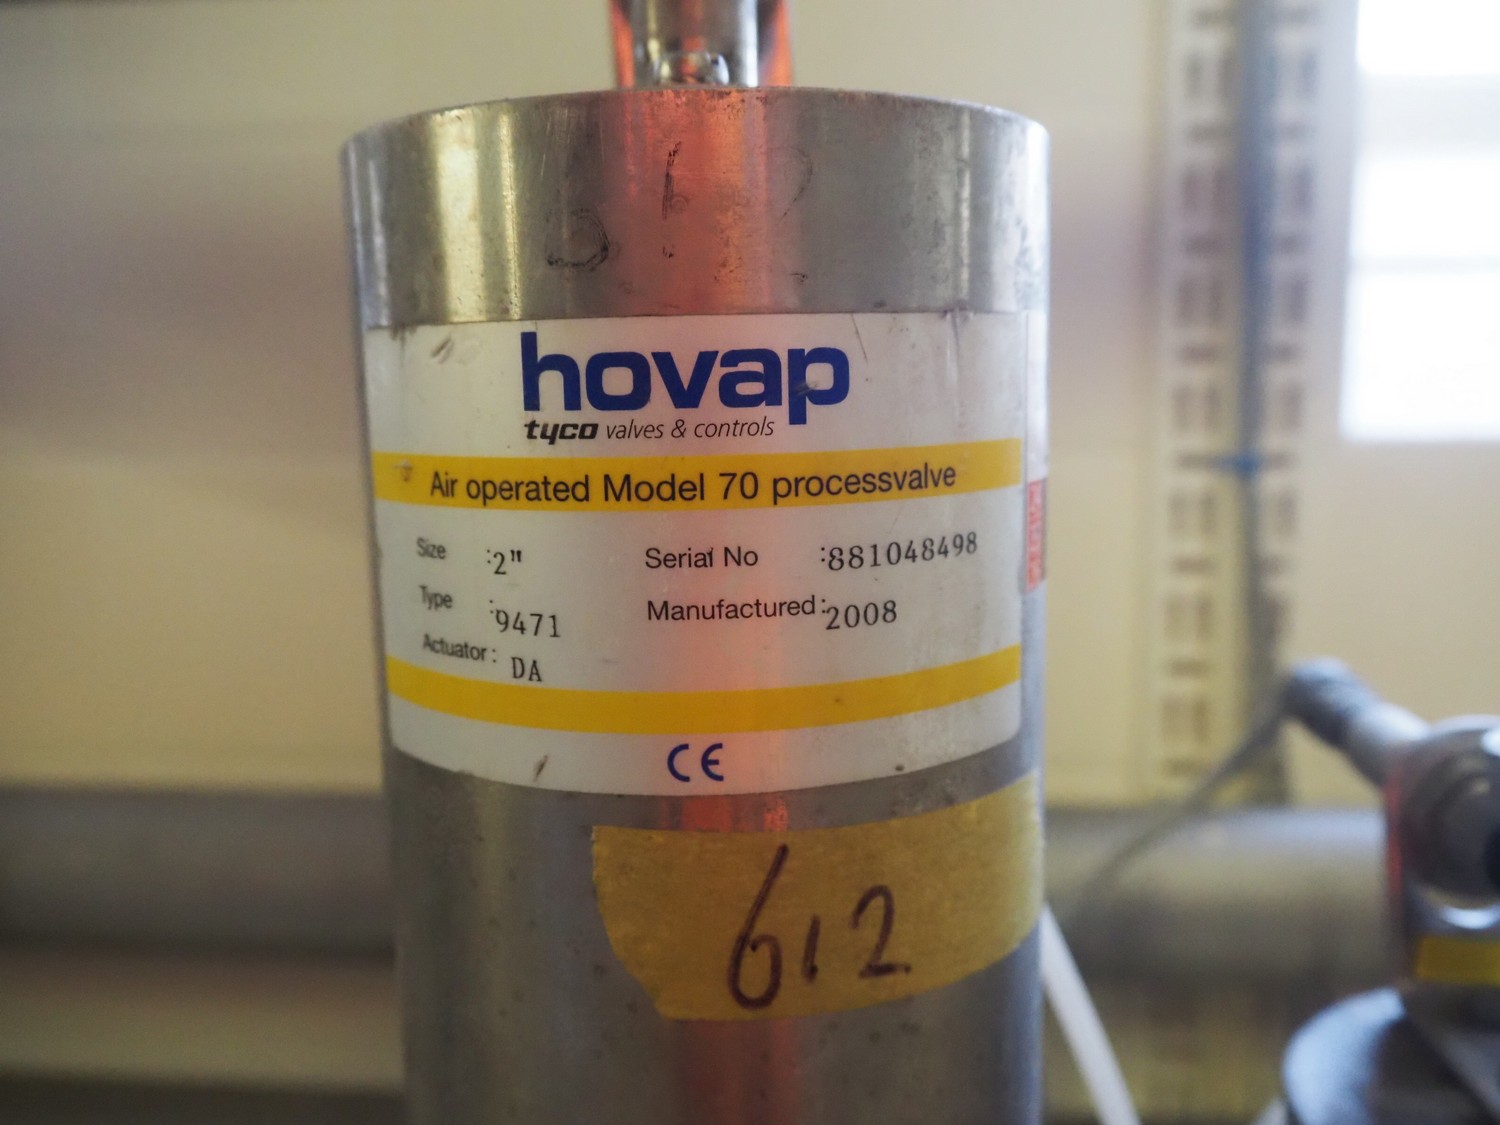 hovap
tyco valves & controls
Air operated Model 70 processvalve
Size :2" Serial No :881048498
Type :9471 Manufactured:2008
Actuator: DA
CE
612